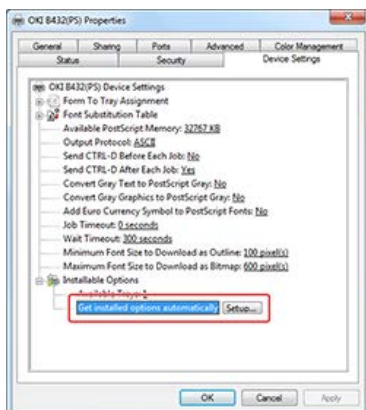 OKI B432(PS) Properties
General Sharing Ports Advanced Color Management
Status Security Device Settings
OKI B432(PS) Device Settings
Form To Tray Assignment
Font Substitution Table
Available PostScript Memory: 32767 KB
Output Protocol: ASCII
Send CTRL-D Before Each Job: No
Send CTRL-D After Each Job: Yes
Convert Gray Text to PostScript Gray: No
Convert Gray Graphics to PostScript Gray: No
Add Euro Currency Symbol to PostScript Fonts: No
Job Timeout: 0 seconds
Wait Timeout: 300 seconds
Minimum Font Size to Download as Outline: 100 pixel(s)
Maximum Font Size to Download as Bitmap: 600 pixel(s)
Installable Options
Available Trays: 1
Get installed options automatically Setup...
OK Cancel Apply